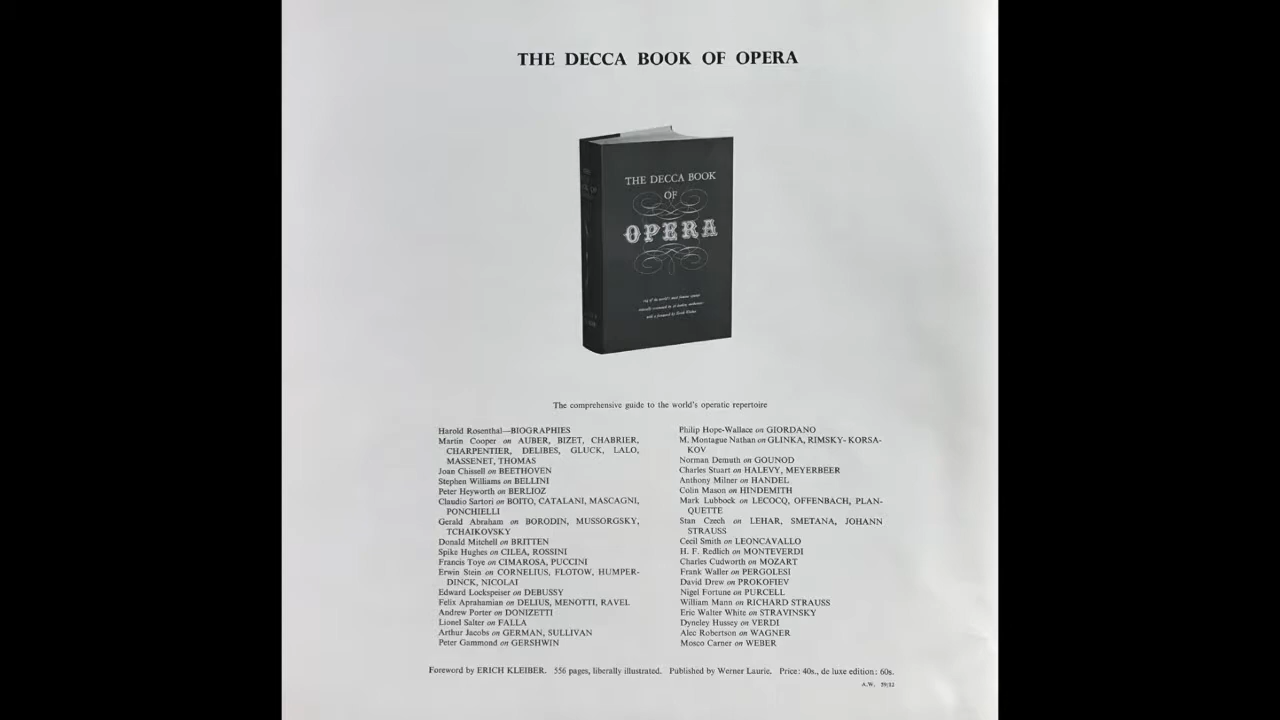 THE DECCA BOOK OF OPERA
THE DECCA BOOK
OF
OPERA
The comprehensive guide to the world's operatic repertoire
Harold Rosenthal—BIOGRAPHIES
Martin Cooper on AUBER, BIZET, CHABRIER,
CHARPENTIER, DELIBES, GLUCK, LALO,
MASSENET, THOMAS
Joan Chissell on BEETHOVEN
Stephen Williams on BELLINI
Peter Heyworth on BERLIOZ
Claudio Sartori on BOITO, CATALANI, MASCAGNI,
PONCHIELLI
Gerald Abraham on BORODIN, MUSSORGSKY,
TCHAIKOVSKY
Donald Mitchell on BRITTEN
Spike Hughes on CILEA, ROSSINI
Francis Toye on CIMAROSA, PUCCINI
Erwin Stein on CORNELIUS, FLOTOW, HUMPER-
DINCK, NICOLAI
Edward Lockspeiser on DEBUSSY
Felix Aprahamian on DELIUS, MENOTTI, RAVEL
Andrew Porter on DONIZETTI
Lionel Salter on FALLA
Arthur Jacobs on GERMAN, SULLIVAN
Peter Gammond on GERSHWIN
Philip Hope-Wallace on GIORDANO
M. Montague Nathan on GLINKA, RIMSKY- KORSA-
KOV
Norman Demuth on GOUNOD
Charles Stuart on HALEVY, MEYERBEER
Anthony Milner on HANDEL
Colin Mason on HINDEMITH
Mark Lubbock on LECOCQ, OFFENBACH, PLAN-
QUETTE
Stan Czech on LEHAR, SMETANA, JOHANN
STRAUSS
Cecil Smith on LEONCAVALLO
H. F. Redlich on MONTEVERDI
Charles Cudworth on MOZART
Frank Waller on PERGOLESI
David Drew on PROKOFIEV
Nigel Fortune on PURCELL
William Mann on RICHARD STRAUSS
Eric Walter White on STRAVINSKY
Dyneley Hussey on VERDI
Alec Robertson on WAGNER
Mosco Carner on WEBER
Foreword by ERICH KLEIBER. 556 pages, liberally illustrated. Published by Werner Laurie. Price: 40s., de luxe edition: 60s.
A.W.